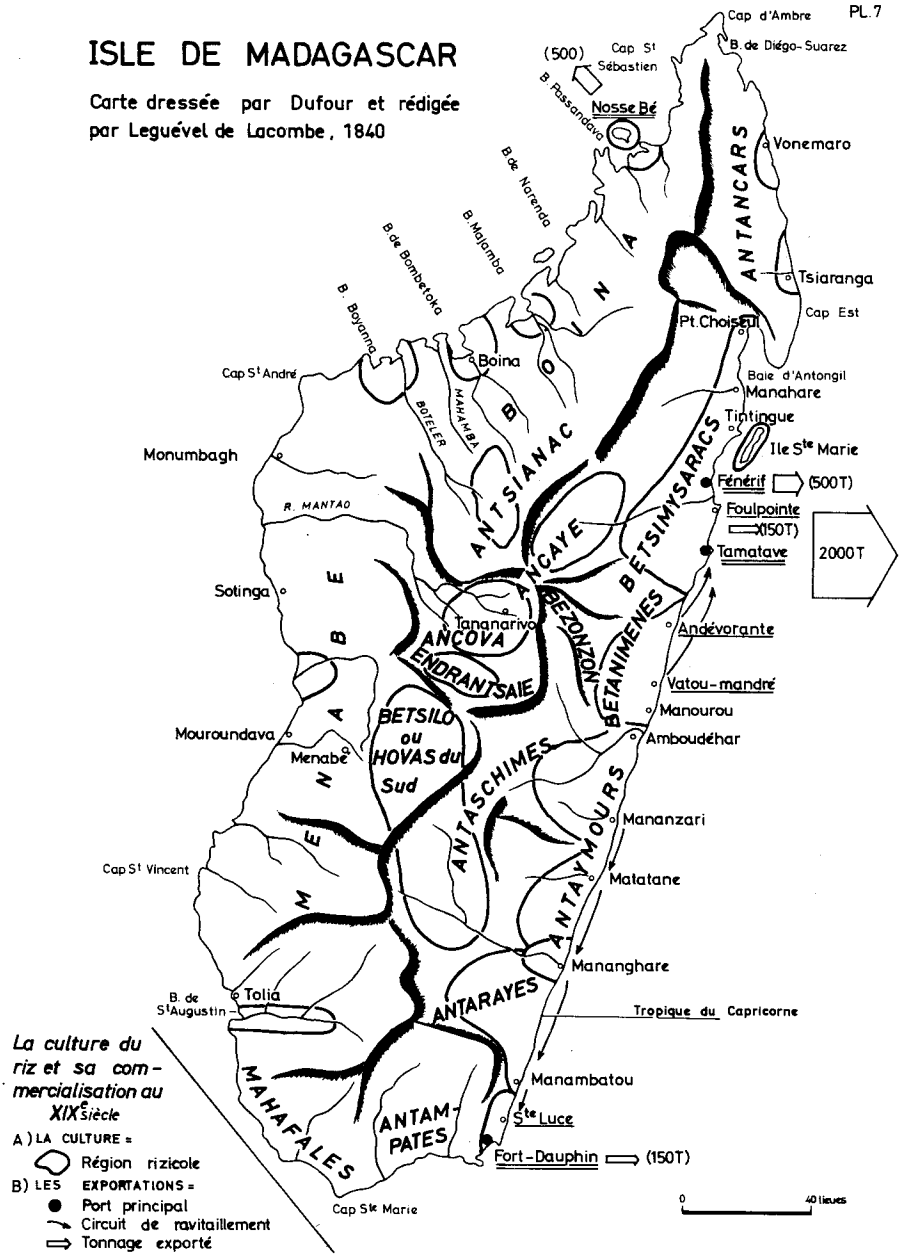 PL.7
ISLE DE MADAGASCAR
Carte dressée par Dufour et rédigée
par Leguével de Lacombe, 1840
Cap d'Ambre
B. de Diégo-Suarez
Cap St
Sébastien
(500)
B. Passandava
Nosse Bé
Vonemaro
ANTANCARS
B. de Narenda
B. Majamba
B. de Bombetoka
B. Boyanna
Tsiaranga
Cap Est
Pt. Choiseul
Baie d'Antongil
Manahare
Cap St André
Boina
BOINA
BOTELER
MAHAMBA
Tintingue
Ile Ste Marie
Monumbagh
ANTSIANAC
BETSIMYSARACS
Fénérif
(500T)
R. MANTAO
Foulpointe
(150T)
ANCAYE
Tamatave
2000T
Sotinga
Tananarivo
ANCOVA
BEZONZON
BETANIMENES
Andévorante
ENDRANTSAIE
Vatou-mandré
Manourou
BETSILO
ou
HOVAS du
Sud
Mouroundava
Menabé
Amboudéhar
MENABE
ANTASCHIMES
Mananzari
ANTAYMOURS
Cap St Vincent
Matatane
Mananghare
Tolia
B. de
St Augustin
ANTARAYES
Tropique du Capricorne
Manambatou
MAHAFALES
ANTAM-
PATES
Ste Luce
Fort-Dauphin
(150T)
Cap Ste Marie
La culture du
riz et sa com-
mercialisation au
XIXe siècle
A) LA CULTURE =
Région rizicole
B) LES EXPORTATIONS =
Port principal
Circuit de ravitaillement
Tonnage exporté
0 40 lieues